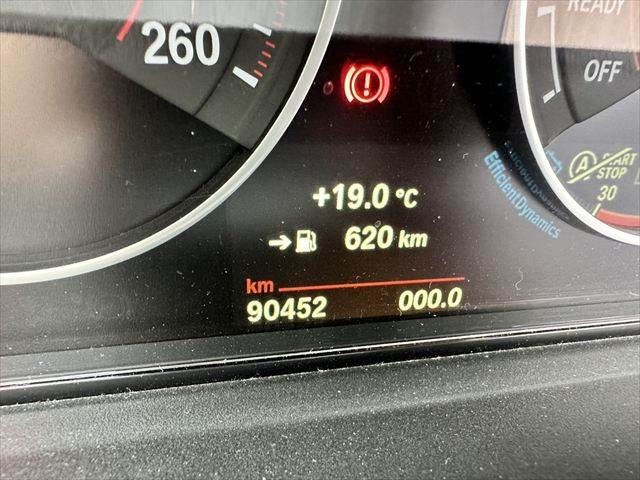 260
READY
OFF
START
STOP
30
EfficientDynamics
+19.0 °C
620 km
km
90452 000.0